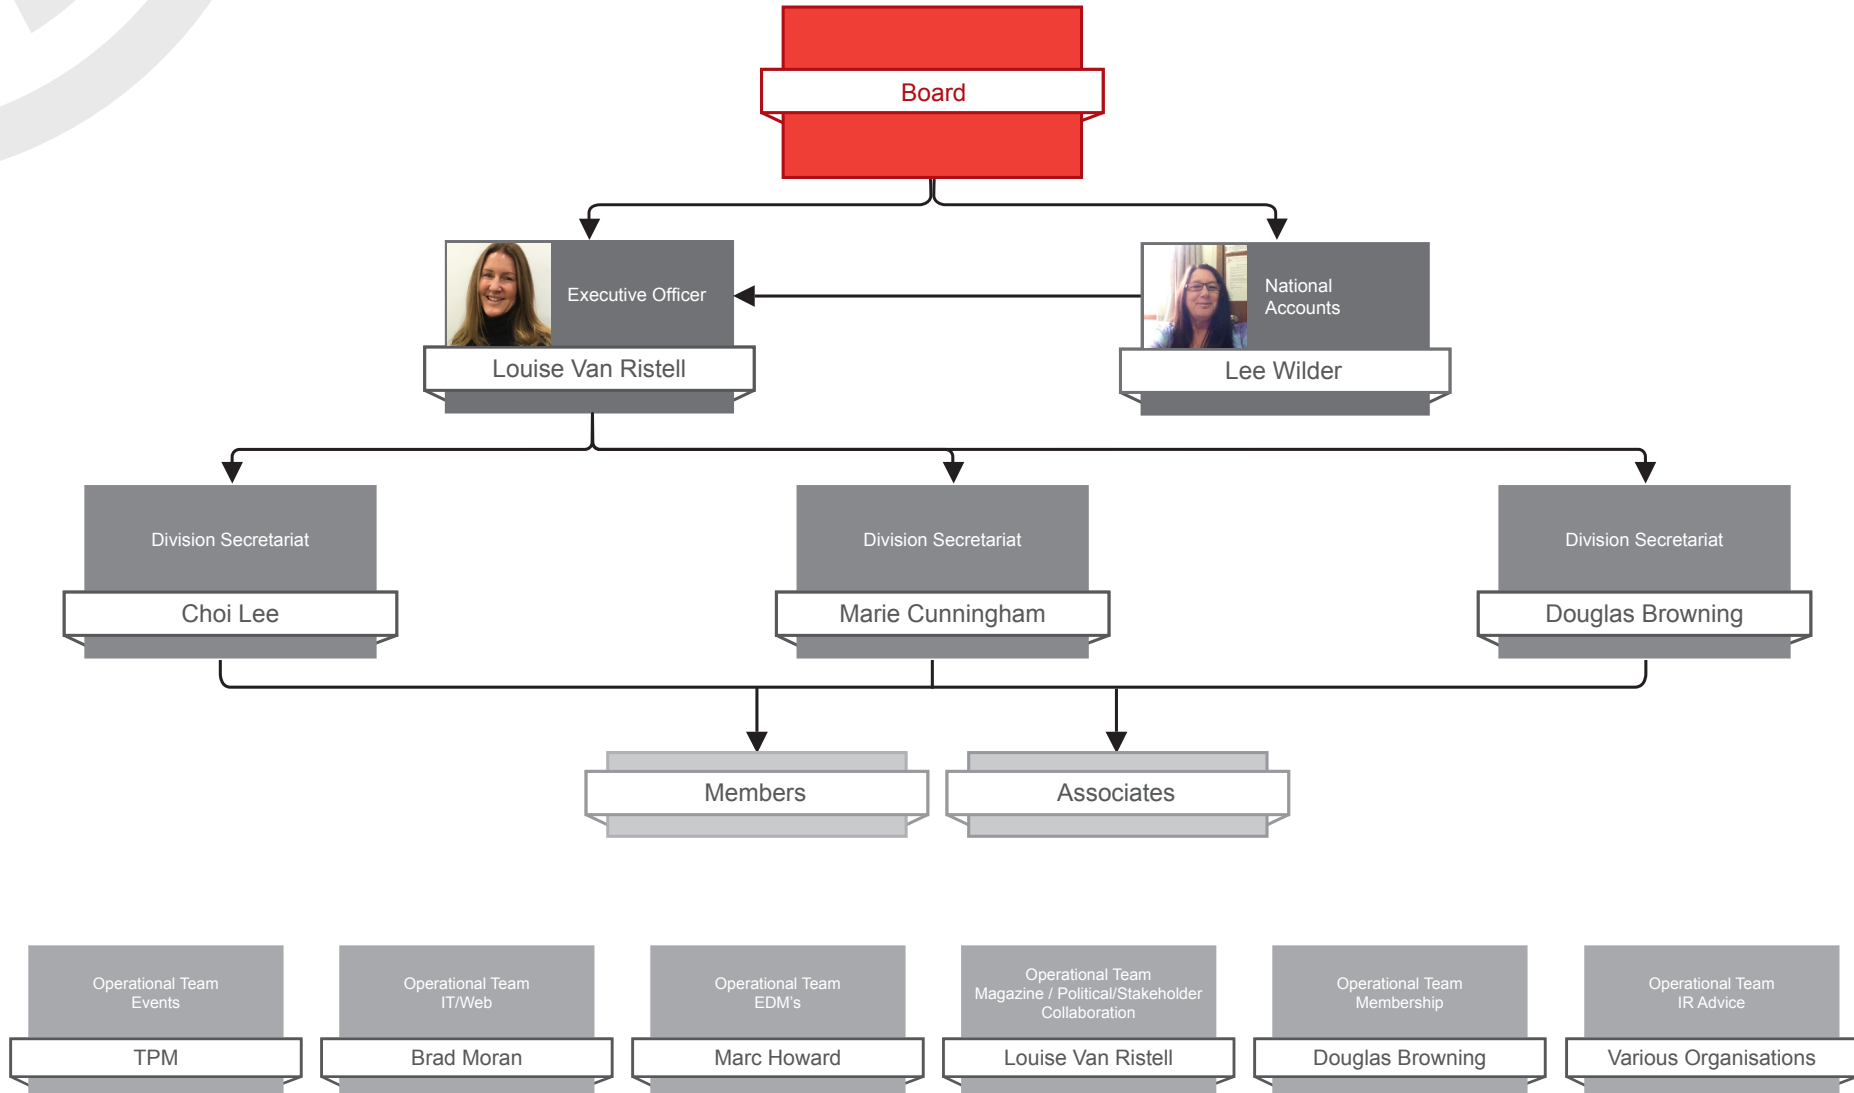 Board
Executive Officer
Louise Van Ristell
National
Accounts
Lee Wilder
Division Secretariat
Choi Lee
Division Secretariat
Marie Cunningham
Division Secretariat
Douglas Browning
Members
Associates
Operational Team
Events
TPM
Operational Team
IT/Web
Brad Moran
Operational Team
EDM's
Marc Howard
Operational Team
Magazine / Political/Stakeholder
Collaboration
Louise Van Ristell
Operational Team
Membership
Douglas Browning
Operational Team
IR Advice
Various Organisations